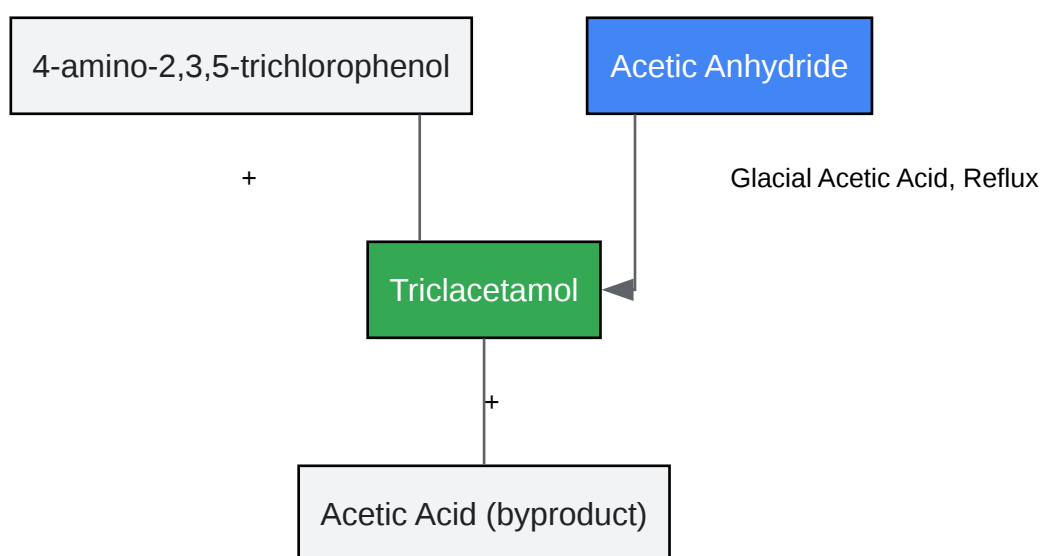 4-amino-2,3,5-trichlorophenol
Acetic Anhydride
+
Glacial Acetic Acid, Reflux
Triclacetamol
+
Acetic Acid (byproduct)